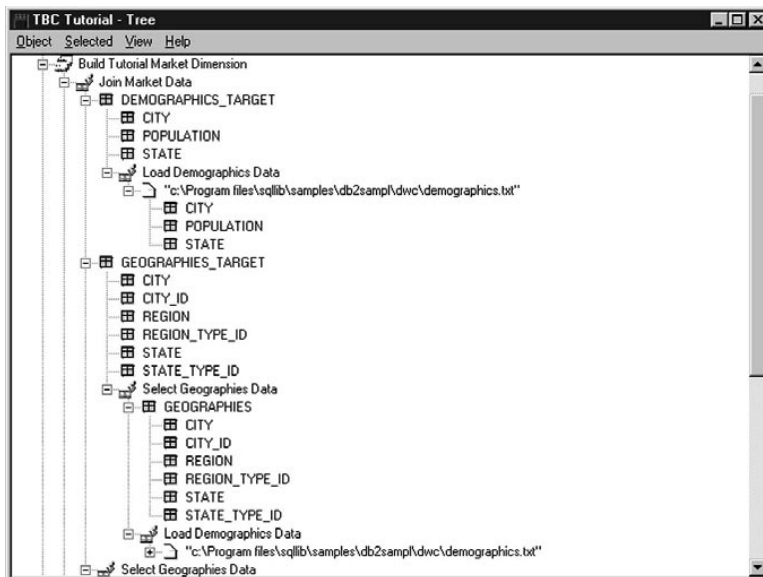 TBC Tutorial - Tree
Object Selected View Help
Build Tutorial Market Dimension
Join Market Data
DEMOGRAPHICS_TARGET
CITY
POPULATION
STATE
Load Demographics Data
"c:\Program files\sqllib\samples\db2sampl\dwc\demographics.txt"
CITY
POPULATION
STATE
GEOGRAPHIES_TARGET
CITY
CITY_ID
REGION
REGION_TYPE_ID
STATE
STATE_TYPE_ID
Select Geographies Data
GEOGRAPHIES
CITY
CITY_ID
REGION
REGION_TYPE_ID
STATE
STATE_TYPE_ID
Load Demographics Data
"c:\Program files\sqllib\samples\db2sampl\dwc\demographics.txt"
Select Geographies Data